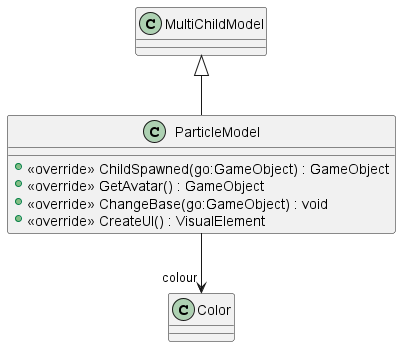 C MultiChildModel
C ParticleModel
«override» ChildSpawned(go:GameObject) : GameObject
«override» GetAvatar() : GameObject
«override» ChangeBase(go:GameObject) : void
«override» CreateUI() : VisualElement
colour
C Color